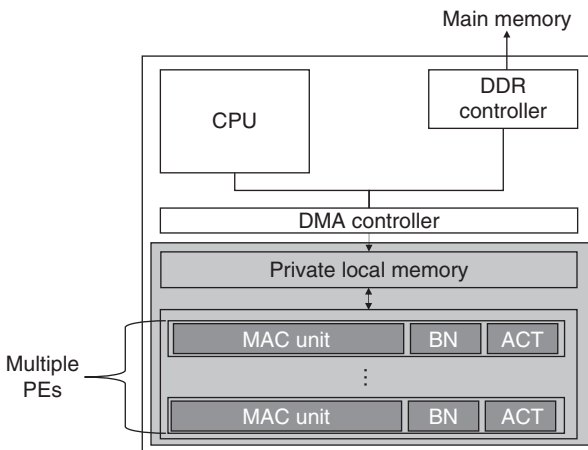 Main memory
CPU
DDR
controller
DMA controller
Private local memory
MAC unit BN ACT
Multiple
PEs
⋮
MAC unit BN ACT